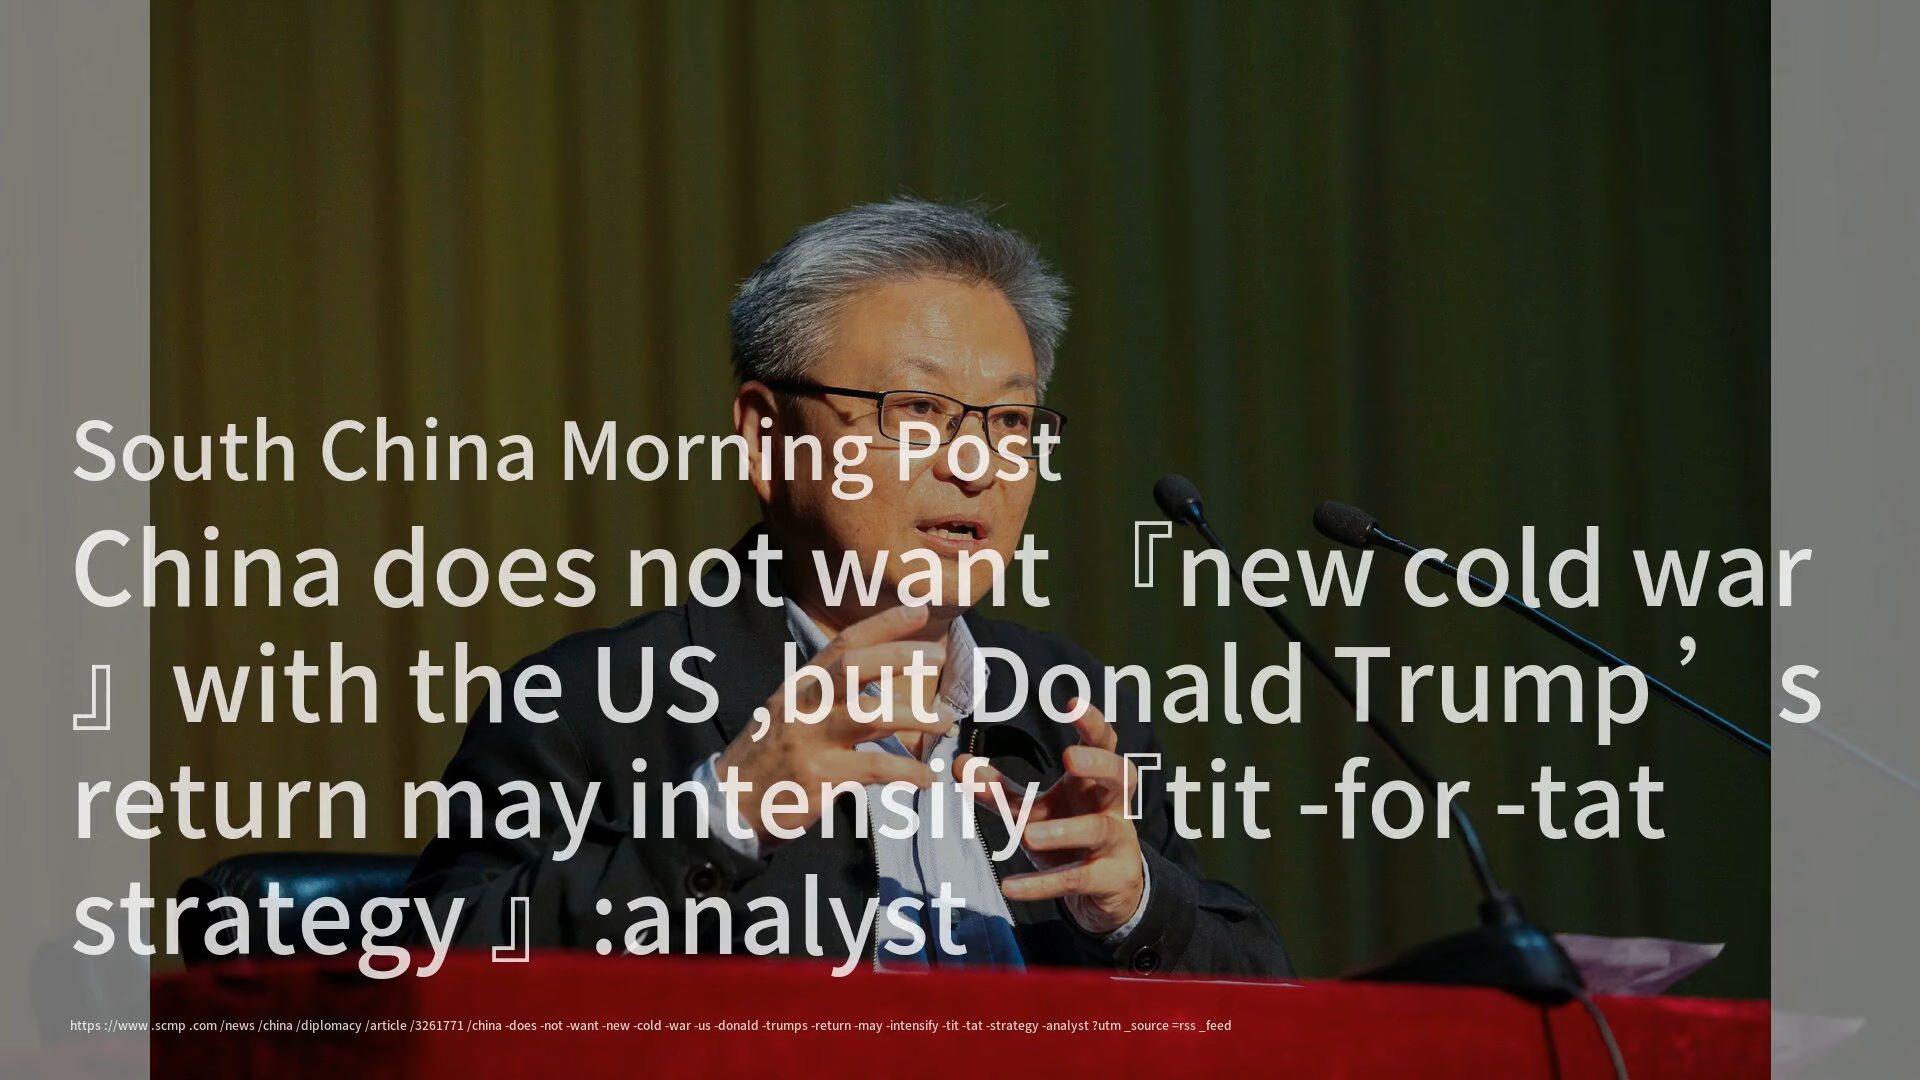 South China Morning Post
China does not want 『new cold war
』 with the US ,but Donald Trump ’ s
return may intensify 『tit -for -tat
strategy 』 :analyst
https ://www .scmp .com /news /china /diplomacy /article /3261771 /china -does -not -want -new -cold -war -us -donald -trumps -return -may -intensify -tit -tat -strategy -analyst ?utm _source =rss _feed